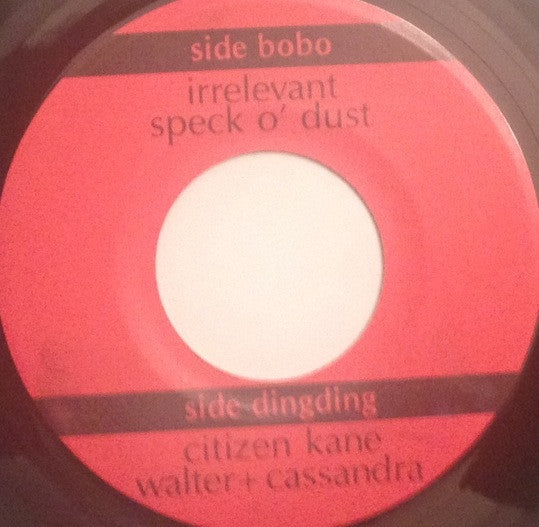 side bobo
irrelevant
speck o' dust
side dingding
citizen kane
walter + cassandra